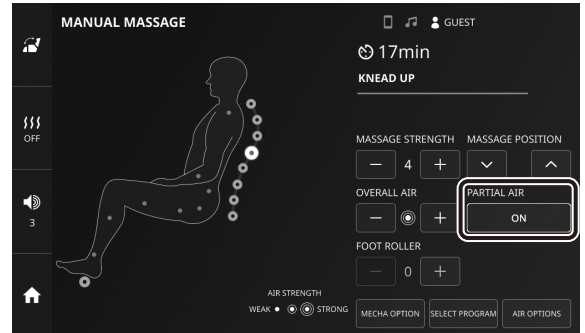 MANUAL MASSAGE
GUEST
17min
KNEAD UP
OFF
3
MASSAGE STRENGTH MASSAGE POSITION
4
OVERALL AIR PARTIAL AIR
ON
FOOT ROLLER
0
AIR STRENGTH
WEAK STRONG
MECHA OPTION SELECT PROGRAM AIR OPTIONS